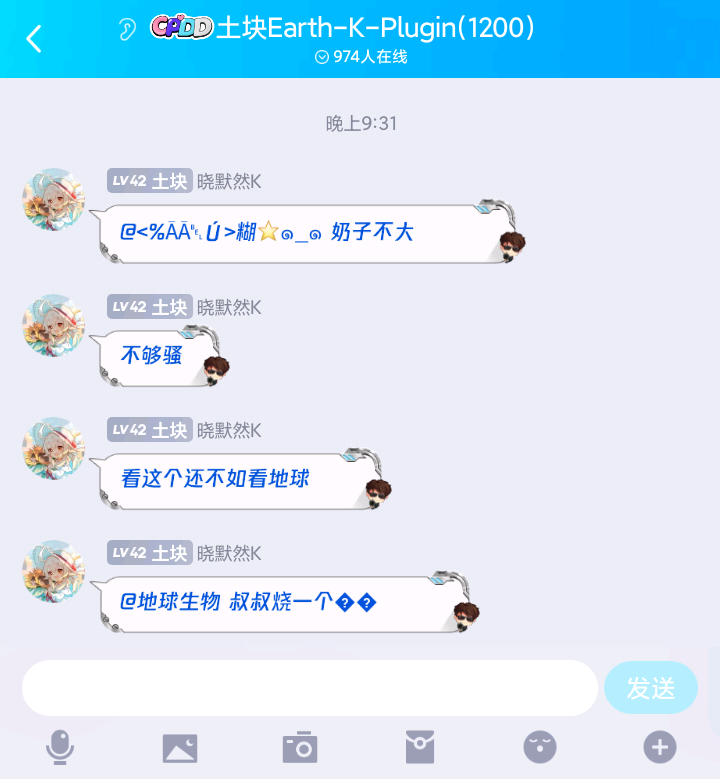 CPDD土块Earth-K-Plugin(1200)
974人在线
晚上9:31
LV42 土块 晓默然K
@<%ĀĀ␇Ú>糊⭐๑_๑ 奶子不大
LV42 土块 晓默然K
不够骚
LV42 土块 晓默然K
看这个还不如看地球
LV42 土块 晓默然K
@地球生物 叔叔烧一个��
发送